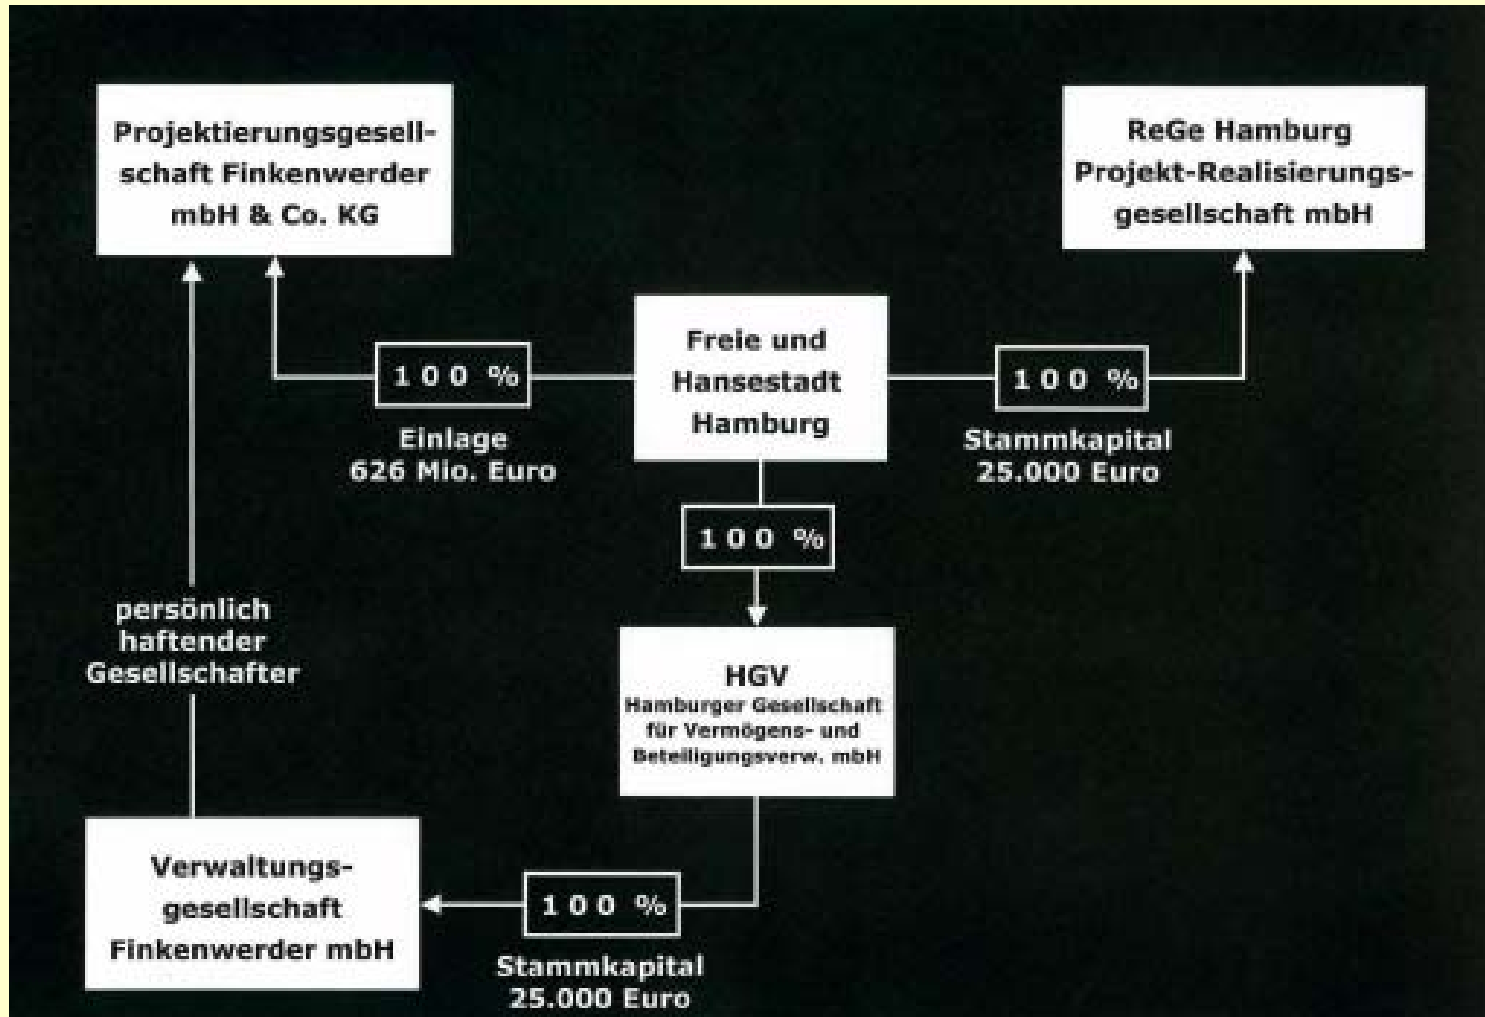 Projektierungsgesell-
schaft Finkenwerder
mbH & Co. KG
ReGe Hamburg
Projekt-Realisierungs-
gesellschaft mbH
Freie und
Hansestadt
Hamburg
100 %
Einlage
626 Mio. Euro
100 %
Stammkapital
25.000 Euro
100 %
persönlich
haftender
Gesellschafter
HGV
Hamburger Gesellschaft
für Vermögens- und
Beteiligungsverw. mbH
Verwaltungs-
gesellschaft
Finkenwerder mbH
100 %
Stammkapital
25.000 Euro